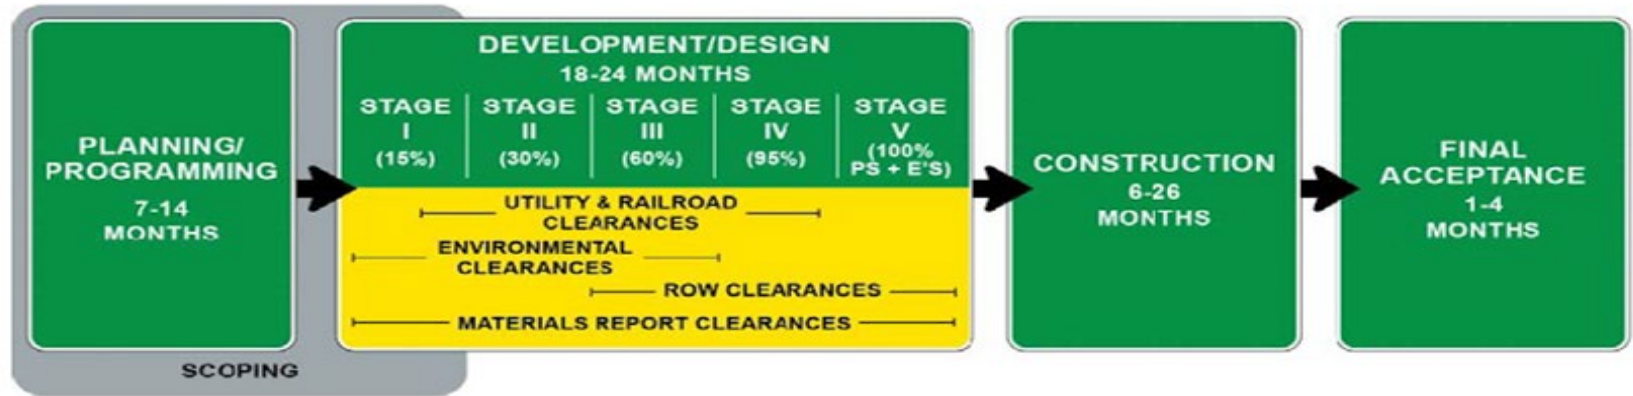 PLANNING/
PROGRAMMING
7-14
MONTHS
SCOPING
DEVELOPMENT/DESIGN
18-24 MONTHS
STAGE
I
(15%)
STAGE
II
(30%)
STAGE
III
(60%)
STAGE
IV
(95%)
STAGE
V
(100%
PS + E'S)
UTILITY & RAILROAD
CLEARANCES
ENVIRONMENTAL
CLEARANCES
ROW CLEARANCES
MATERIALS REPORT CLEARANCES
CONSTRUCTION
6-26
MONTHS
FINAL
ACCEPTANCE
1-4
MONTHS